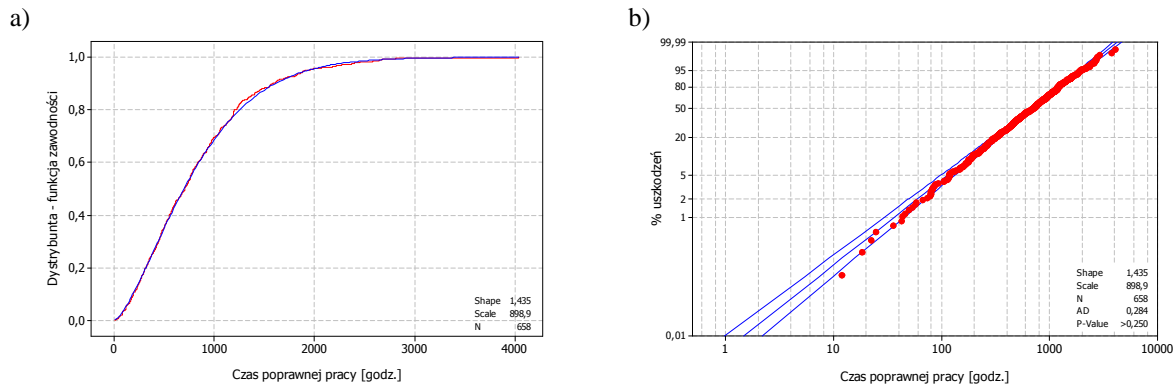 a)
Dystrybunta - funkcja zawodności
1,0
0,8
0,6
0,4
0,2
0,0
Shape 1,435
Scale 898,9
N 658
0 1000 2000 3000 4000
Czas poprawnej pracy [godz.]
b)
% uszkodzeń
99,99
95
80
50
20
5
2
1
0,01
Shape 1,435
Scale 898,9
N 658
AD 0,284
P-Value >0,250
1 10 100 1000 10000
Czas poprawnej pracy [godz.]